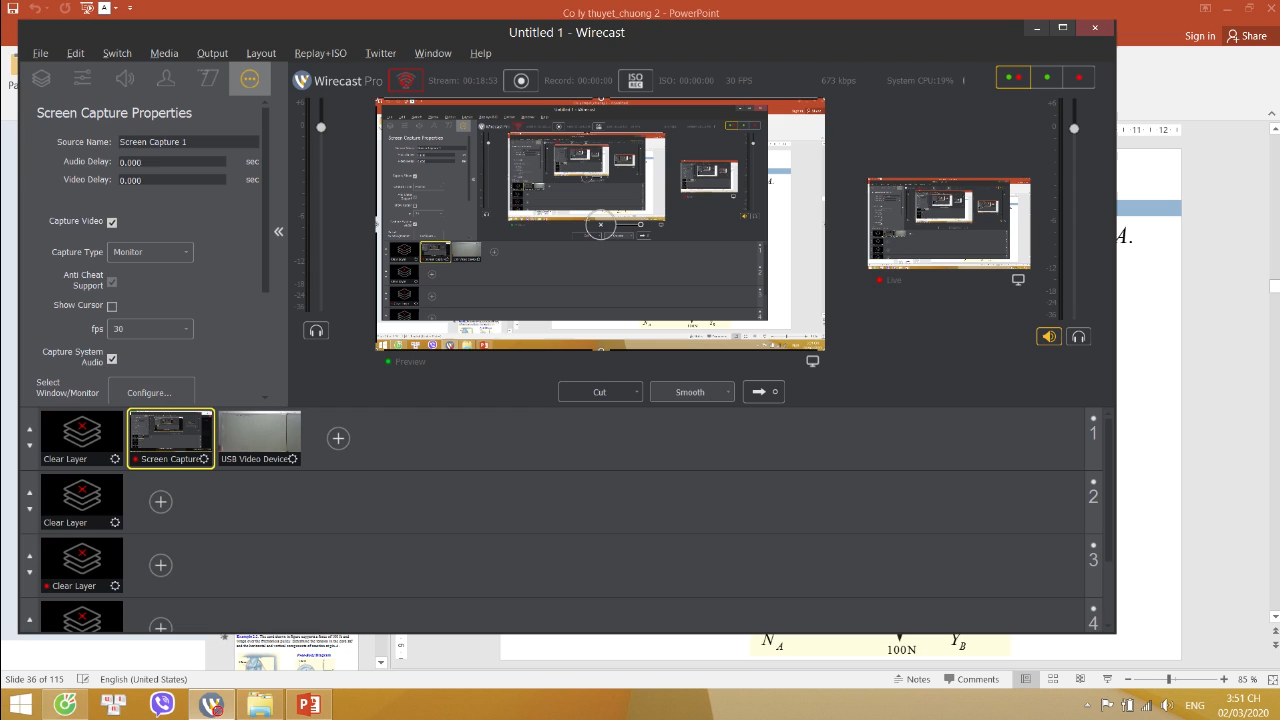 Co ly thuyet_chuong 2 - PowerPoint
Sign in
Share
Untitled 1 - Wirecast
File Edit Switch Media Output Layout Replay+ISO Twitter Window Help
Wirecast Pro
Stream: 00:18:53
Record: 00:00:00
ISO REC
ISO: 00:00:00
30 FPS
673 kbps
System CPU:19%
Screen Capture Properties
Source Name: Screen Capture 1
Audio Delay: 0.000 sec
Video Delay: 0.000 sec
Capture Video
Capture Type Monitor
Anti Cheat Support
Show Cursor
fps 30
Capture System Audio
Select Window/Monitor Configure...
Preview
Live
Cut
Smooth
Clear Layer
Screen Capture
USB Video Device
1
Clear Layer
2
Clear Layer
3
4
11 12
A.
N_A
100N
Y_B
Slide 36 of 115
English (United States)
Notes
Comments
85 %
ENG
3:51 CH
02/03/2020